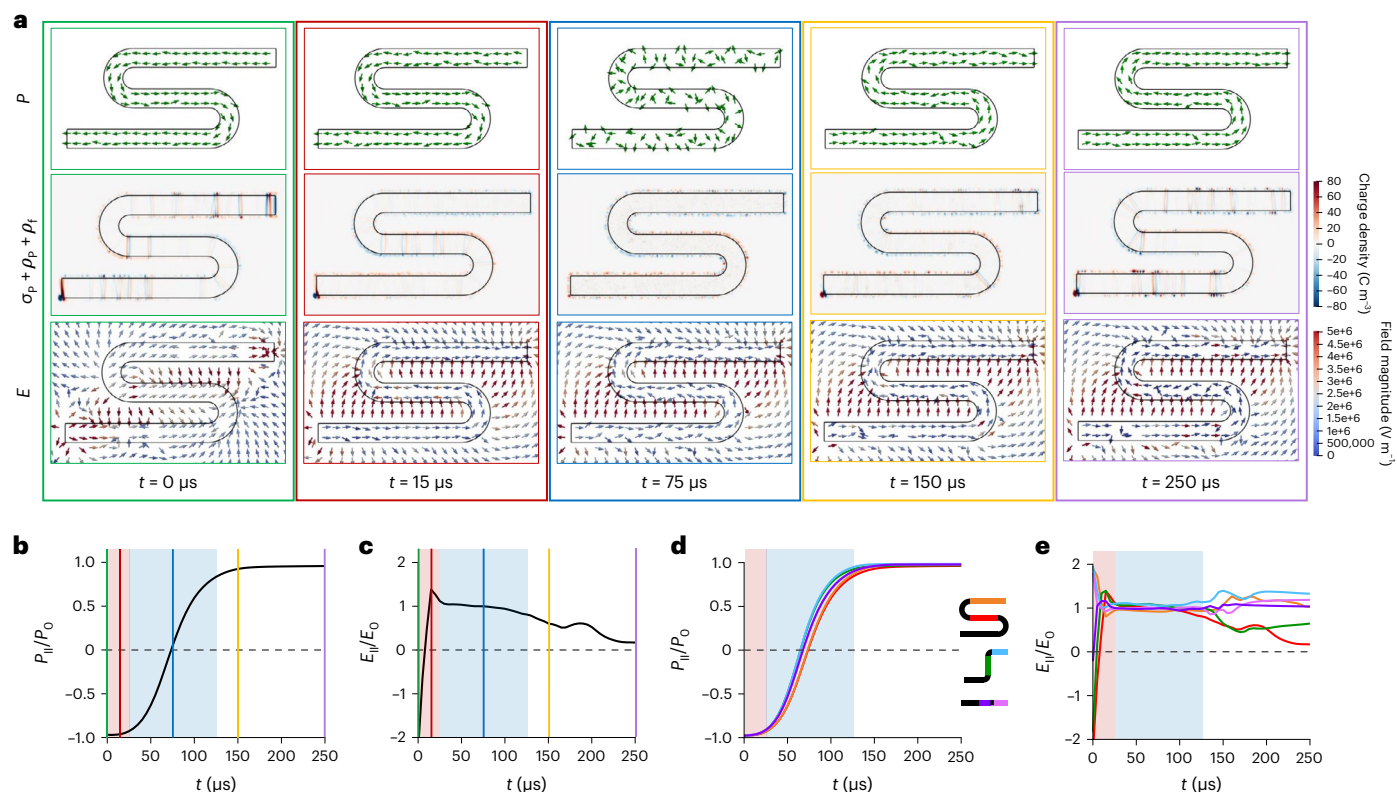 a
P
σp + ρp + ρf
E
80
60
40
20
0
−20
−40
−60
−80
Charge density (C m⁻³)
5e+6
4.5e+6
4e+6
3.5e+6
3e+6
2.5e+6
2e+6
1.5e+6
1e+6
500,000
0
Field magnitude (V m⁻¹)
t = 0 µs
t = 15 µs
t = 75 µs
t = 150 µs
t = 250 µs
b
P||/PO
1.0
0.5
0
−0.5
−1.0
0 50 100 150 200 250
t (µs)
c
E||/EO
2
1
0
−1
−2
0 50 100 150 200 250
t (µs)
d
P||/PO
1.0
0.5
0
−0.5
−1.0
0 50 100 150 200 250
t (µs)
e
E||/EO
2
1
0
−1
−2
0 50 100 150 200 250
t (µs)